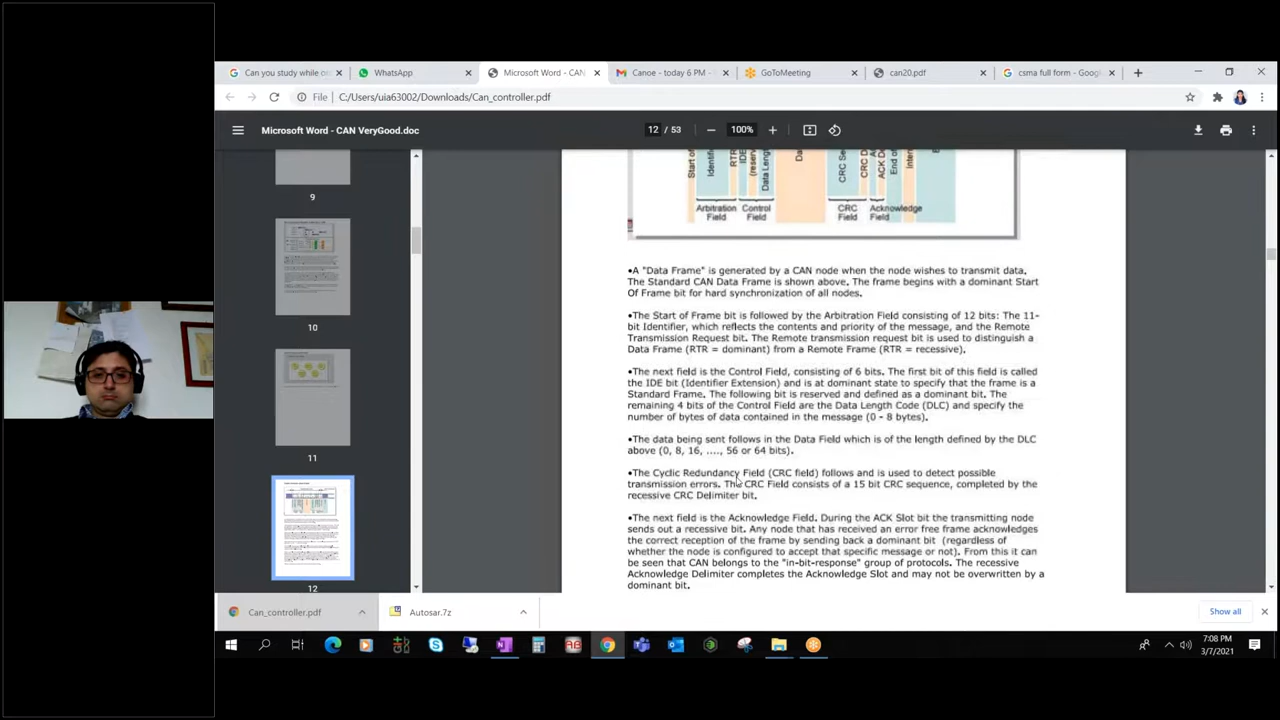 Can you study while o
WhatsApp
Microsoft Word - CAN
Canoe - today 6 PM -
GoToMeeting
can20.pdf
csma full form - Goog
File
C:/Users/uia63002/Downloads/Can_controller.pdf
Microsoft Word - CAN VeryGood.doc
12 / 53
100%
9
10
11
12
Start of
Identifi
RTR
IDE
(reserv
Data Length
Da
CRC Se
CRC D
ACK De
End of
Inter
Arbitration
Field
Control
Field
CRC
Field
Acknowledge
Field
•A "Data Frame" is generated by a CAN node when the node wishes to transmit data.
The Standard CAN Data Frame is shown above. The frame begins with a dominant Start
Of Frame bit for hard synchronization of all nodes.
•The Start of Frame bit is followed by the Arbitration Field consisting of 12 bits: The 11-
bit Identifier, which reflects the contents and priority of the message, and the Remote
Transmission Request bit. The Remote transmission request bit is used to distinguish a
Data Frame (RTR = dominant) from a Remote Frame (RTR = recessive).
•The next field is the Control Field, consisting of 6 bits. The first bit of this field is called
the IDE bit (Identifier Extension) and is at dominant state to specify that the frame is a
Standard Frame. The following bit is reserved and defined as a dominant bit. The
remaining 4 bits of the Control Field are the Data Length Code (DLC) and specify the
number of bytes of data contained in the message (0 - 8 bytes).
•The data being sent follows in the Data Field which is of the length defined by the DLC
above (0, 8, 16, ...., 56 or 64 bits).
•The Cyclic Redundancy Field (CRC field) follows and is used to detect possible
transmission errors. The CRC Field consists of a 15 bit CRC sequence, completed by the
recessive CRC Delimiter bit.
•The next field is the Acknowledge Field. During the ACK Slot bit the transmitting node
sends out a recessive bit. Any node that has received an error free frame acknowledges
the correct reception of the frame by sending back a dominant bit (regardless of
whether the node is configured to accept that specific message or not). From this it can
be seen that CAN belongs to the "in-bit-response" group of protocols. The recessive
Acknowledge Delimiter completes the Acknowledge Slot and may not be overwritten by a
dominant bit.
Can_controller.pdf
Autosar.7z
Show all
7:08 PM
3/7/2021